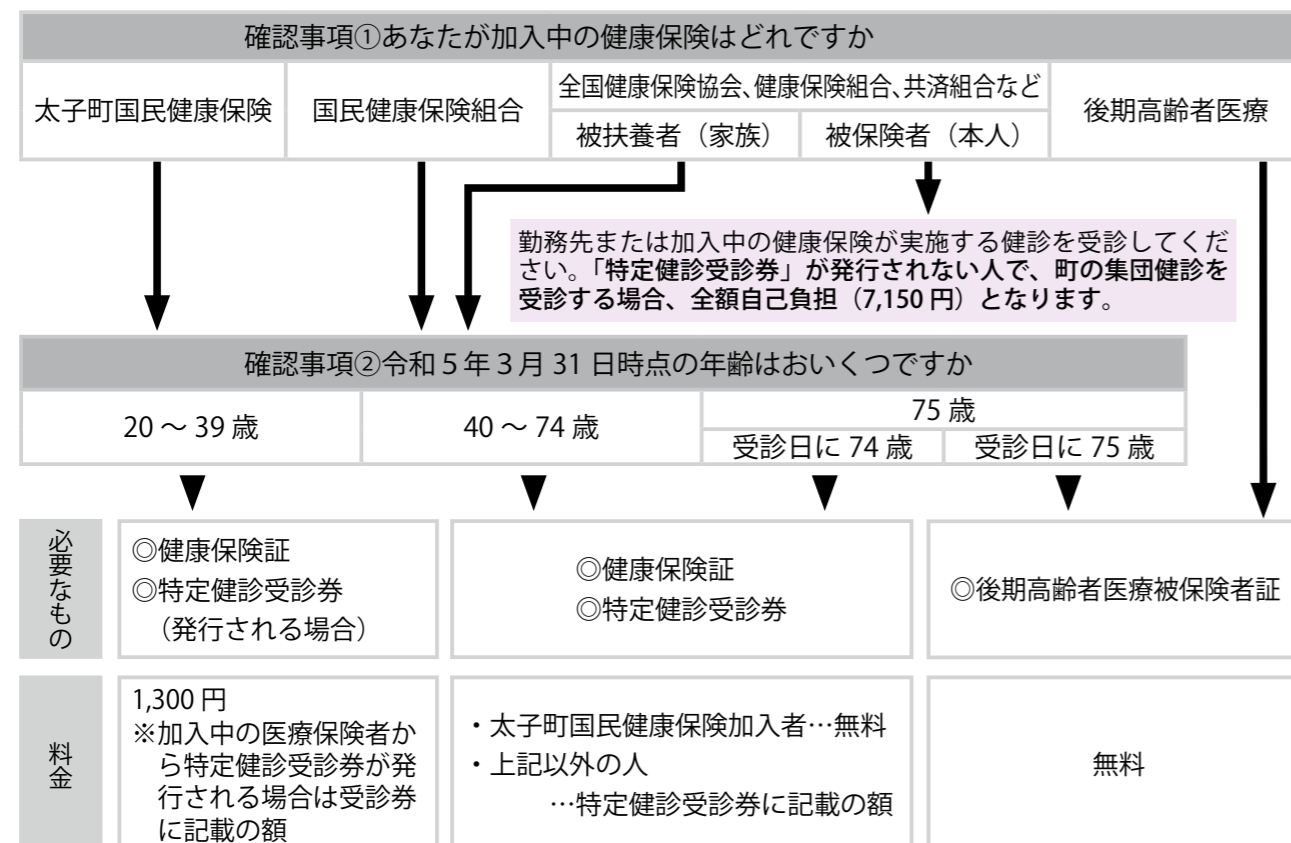 確認事項①あなたが加入中の健康保険はどれですか
太子町国民健康保険
国民健康保険組合
全国健康保険協会、健康保険組合、共済組合など
被扶養者（家族）
被保険者（本人）
後期高齢者医療
勤務先または加入中の健康保険が実施する健診を受診してくだ
さい。「特定健診受診券」が発行されない人で、町の集団健診を
受診する場合、全額自己負担（7,150 円）となります。
確認事項②令和５年３月 31 日時点の年齢はおいくつですか
20 ～ 39 歳
40 ～ 74 歳
75 歳
受診日に 74 歳
受診日に 75 歳
必要なもの
◎健康保険証
◎特定健診受診券
（発行される場合）
◎健康保険証
◎特定健診受診券
◎後期高齢者医療被保険者証
料金
1,300 円
※加入中の医療保険者か
ら特定健診受診券が発
行される場合は受診券
に記載の額
・太子町国民健康保険加入者…無料
・上記以外の人
…特定健診受診券に記載の額
無料